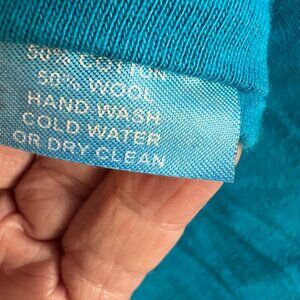 50% COTTON
50% WOOL
HAND WASH
COLD WATER
OR DRY CLEAN